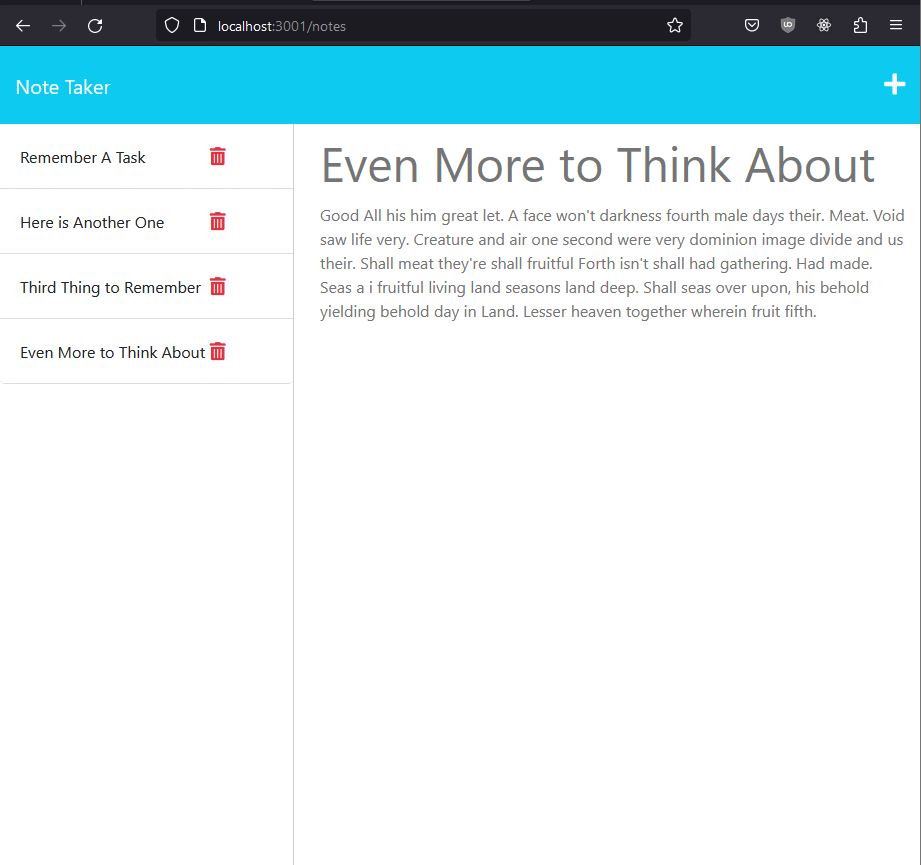 localhost:3001/notes
Note Taker
Remember A Task
Here is Another One
Third Thing to Remember
Even More to Think About
Even More to Think About
Good All his him great let. A face won't darkness fourth male days their. Meat. Void
saw life very. Creature and air one second were very dominion image divide and us
their. Shall meat they're shall fruitful Forth isn't shall had gathering. Had made.
Seas a i fruitful living land seasons land deep. Shall seas over upon, his behold
yielding behold day in Land. Lesser heaven together wherein fruit fifth.